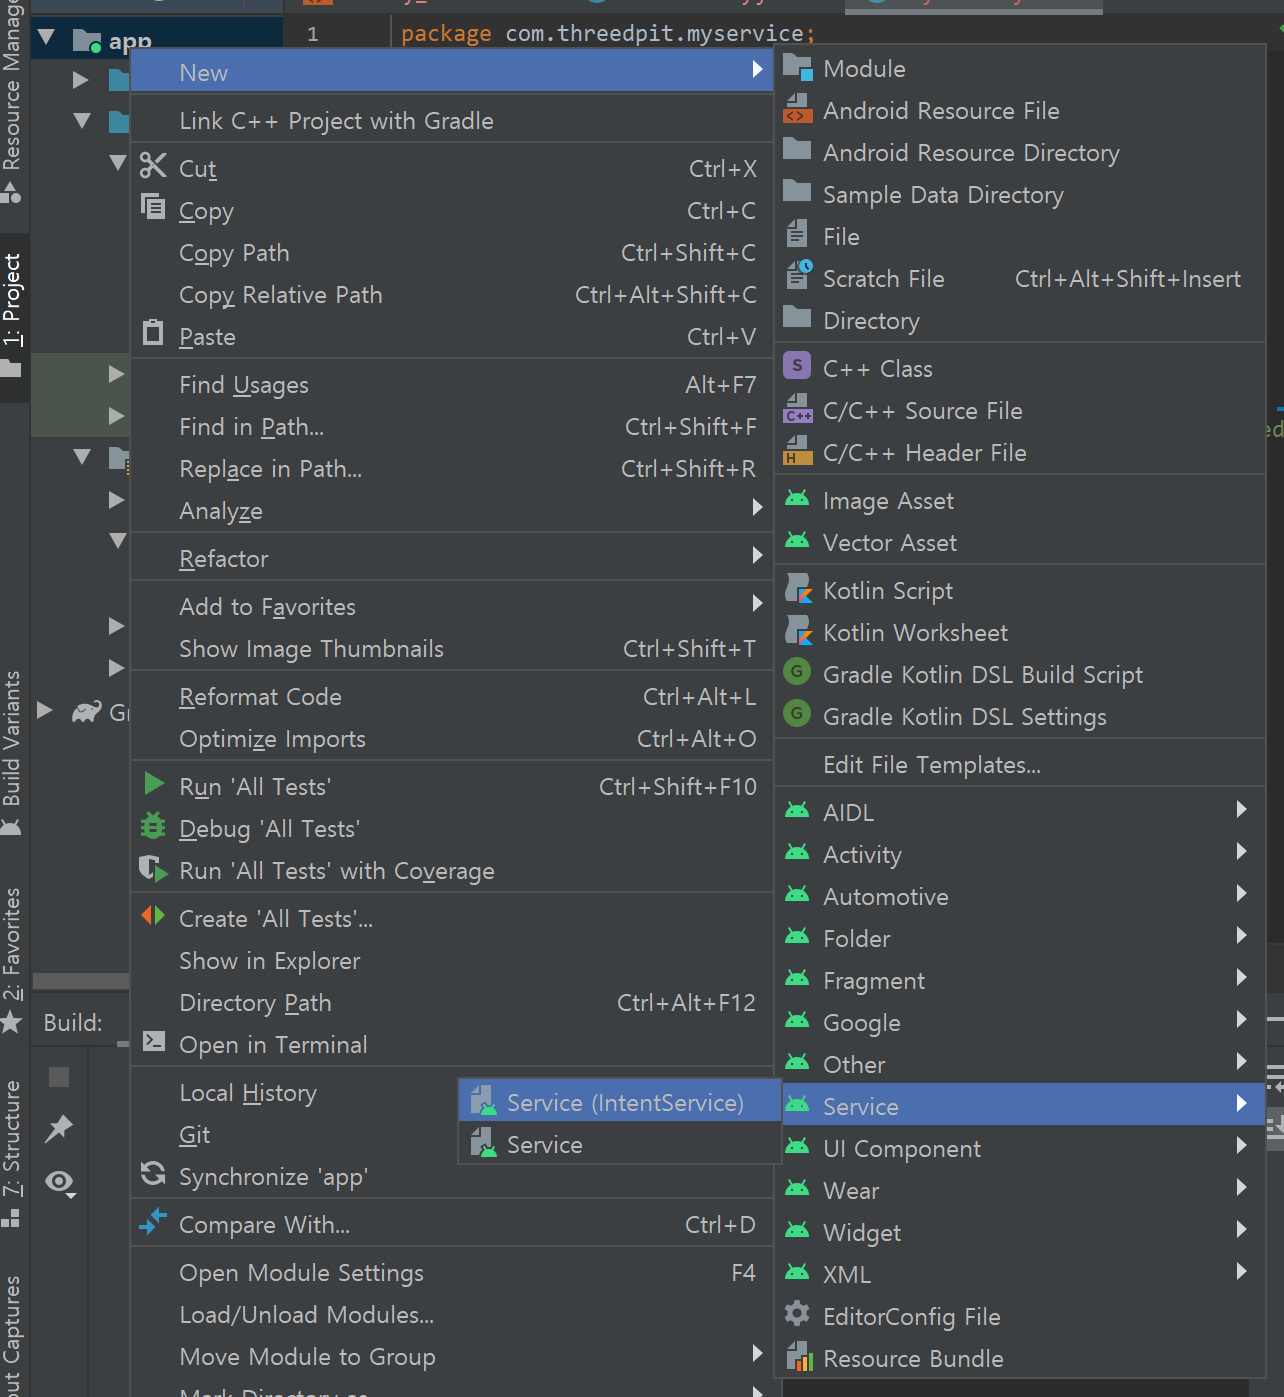 app
1 package com.threedpit.myservice;
New
Link C++ Project with Gradle
Cut Ctrl+X
Copy Ctrl+C
Copy Path Ctrl+Shift+C
Copy Relative Path Ctrl+Alt+Shift+C
Paste Ctrl+V
Find Usages Alt+F7
Find in Path... Ctrl+Shift+F
Replace in Path... Ctrl+Shift+R
Analyze
Refactor
Add to Favorites
Show Image Thumbnails Ctrl+Shift+T
Reformat Code Ctrl+Alt+L
Optimize Imports Ctrl+Alt+O
Run 'All Tests' Ctrl+Shift+F10
Debug 'All Tests'
Run 'All Tests' with Coverage
Create 'All Tests'...
Show in Explorer
Directory Path Ctrl+Alt+F12
Open in Terminal
Local History
Git
Synchronize 'app'
Compare With... Ctrl+D
Open Module Settings F4
Load/Unload Modules...
Move Module to Group
Mark Directory as
Module
Android Resource File
Android Resource Directory
Sample Data Directory
File
Scratch File Ctrl+Alt+Shift+Insert
Directory
S C++ Class
C++ C/C++ Source File
H C/C++ Header File
Image Asset
Vector Asset
Kotlin Script
Kotlin Worksheet
G Gradle Kotlin DSL Build Script
G Gradle Kotlin DSL Settings
Edit File Templates...
AIDL
Activity
Automotive
Folder
Fragment
Google
Other
Service
UI Component
Wear
Widget
XML
EditorConfig File
Resource Bundle
Service (IntentService)
Service
Resource Manage
1: Project
Build Variants
2: Favorites
7: Structure
out Captures
Build:
Gr
ed